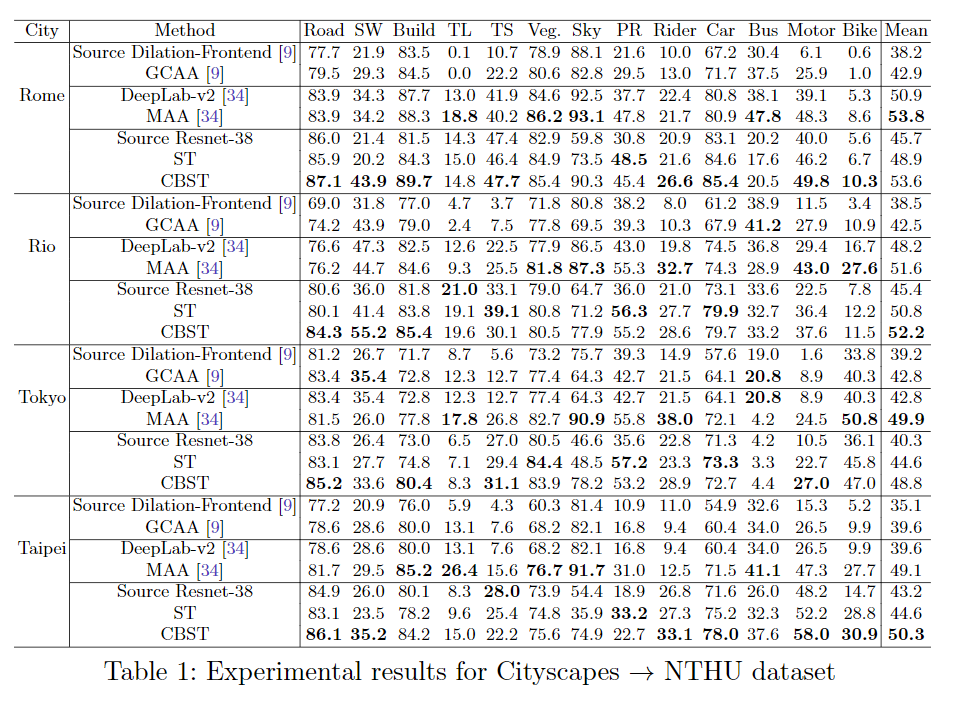 City Method Road SW Build TL TS Veg. Sky PR Rider Car Bus Motor Bike Mean
Source Dilation-Frontend [9] 77.7 21.9 83.5 0.1 10.7 78.9 88.1 21.6 10.0 67.2 30.4 6.1 0.6 38.2
GCAA [9] 79.5 29.3 84.5 0.0 22.2 80.6 82.8 29.5 13.0 71.7 37.5 25.9 1.0 42.9
Rome DeepLab-v2 [34] 83.9 34.3 87.7 13.0 41.9 84.6 92.5 37.7 22.4 80.8 38.1 39.1 5.3 50.9
MAA [34] 83.9 34.2 88.3 18.8 40.2 86.2 93.1 47.8 21.7 80.9 47.8 48.3 8.6 53.8
Source Resnet-38 86.0 21.4 81.5 14.3 47.4 82.9 59.8 30.8 20.9 83.1 20.2 40.0 5.6 45.7
ST 85.9 20.2 84.3 15.0 46.4 84.9 73.5 48.5 21.6 84.6 17.6 46.2 6.7 48.9
CBST 87.1 43.9 89.7 14.8 47.7 85.4 90.3 45.4 26.6 85.4 20.5 49.8 10.3 53.6
Source Dilation-Frontend [9] 69.0 31.8 77.0 4.7 3.7 71.8 80.8 38.2 8.0 61.2 38.9 11.5 3.4 38.5
GCAA [9] 74.2 43.9 79.0 2.4 7.5 77.8 69.5 39.3 10.3 67.9 41.2 27.9 10.9 42.5
Rio DeepLab-v2 [34] 76.6 47.3 82.5 12.6 22.5 77.9 86.5 43.0 19.8 74.5 36.8 29.4 16.7 48.2
MAA [34] 76.2 44.7 84.6 9.3 25.5 81.8 87.3 55.3 32.7 74.3 28.9 43.0 27.6 51.6
Source Resnet-38 80.6 36.0 81.8 21.0 33.1 79.0 64.7 36.0 21.0 73.1 33.6 22.5 7.8 45.4
ST 80.1 41.4 83.8 19.1 39.1 80.8 71.2 56.3 27.7 79.9 32.7 36.4 12.2 50.8
CBST 84.3 55.2 85.4 19.6 30.1 80.5 77.9 55.2 28.6 79.7 33.2 37.6 11.5 52.2
Source Dilation-Frontend [9] 81.2 26.7 71.7 8.7 5.6 73.2 75.7 39.3 14.9 57.6 19.0 1.6 33.8 39.2
GCAA [9] 83.4 35.4 72.8 12.3 12.7 77.4 64.3 42.7 21.5 64.1 20.8 8.9 40.3 42.8
Tokyo DeepLab-v2 [34] 83.4 35.4 72.8 12.3 12.7 77.4 64.3 42.7 21.5 64.1 20.8 8.9 40.3 42.8
MAA [34] 81.5 26.0 77.8 17.8 26.8 82.7 90.9 55.8 38.0 72.1 4.2 24.5 50.8 49.9
Source Resnet-38 83.8 26.4 73.0 6.5 27.0 80.5 46.6 35.6 22.8 71.3 4.2 10.5 36.1 40.3
ST 83.1 27.7 74.8 7.1 29.4 84.4 48.5 57.2 23.3 73.3 3.3 22.7 45.8 44.6
CBST 85.2 33.6 80.4 8.3 31.1 83.9 78.2 53.2 28.9 72.7 4.4 27.0 47.0 48.8
Source Dilation-Frontend [9] 77.2 20.9 76.0 5.9 4.3 60.3 81.4 10.9 11.0 54.9 32.6 15.3 5.2 35.1
GCAA [9] 78.6 28.6 80.0 13.1 7.6 68.2 82.1 16.8 9.4 60.4 34.0 26.5 9.9 39.6
Taipei DeepLab-v2 [34] 78.6 28.6 80.0 13.1 7.6 68.2 82.1 16.8 9.4 60.4 34.0 26.5 9.9 39.6
MAA [34] 81.7 29.5 85.2 26.4 15.6 76.7 91.7 31.0 12.5 71.5 41.1 47.3 27.7 49.1
Source Resnet-38 84.9 26.0 80.1 8.3 28.0 73.9 54.4 18.9 26.8 71.6 26.0 48.2 14.7 43.2
ST 83.1 23.5 78.2 9.6 25.4 74.8 35.9 33.2 27.3 75.2 32.3 52.2 28.8 44.6
CBST 86.1 35.2 84.2 15.0 22.2 75.6 74.9 22.7 33.1 78.0 37.6 58.0 30.9 50.3
Table 1: Experimental results for Cityscapes → NTHU dataset